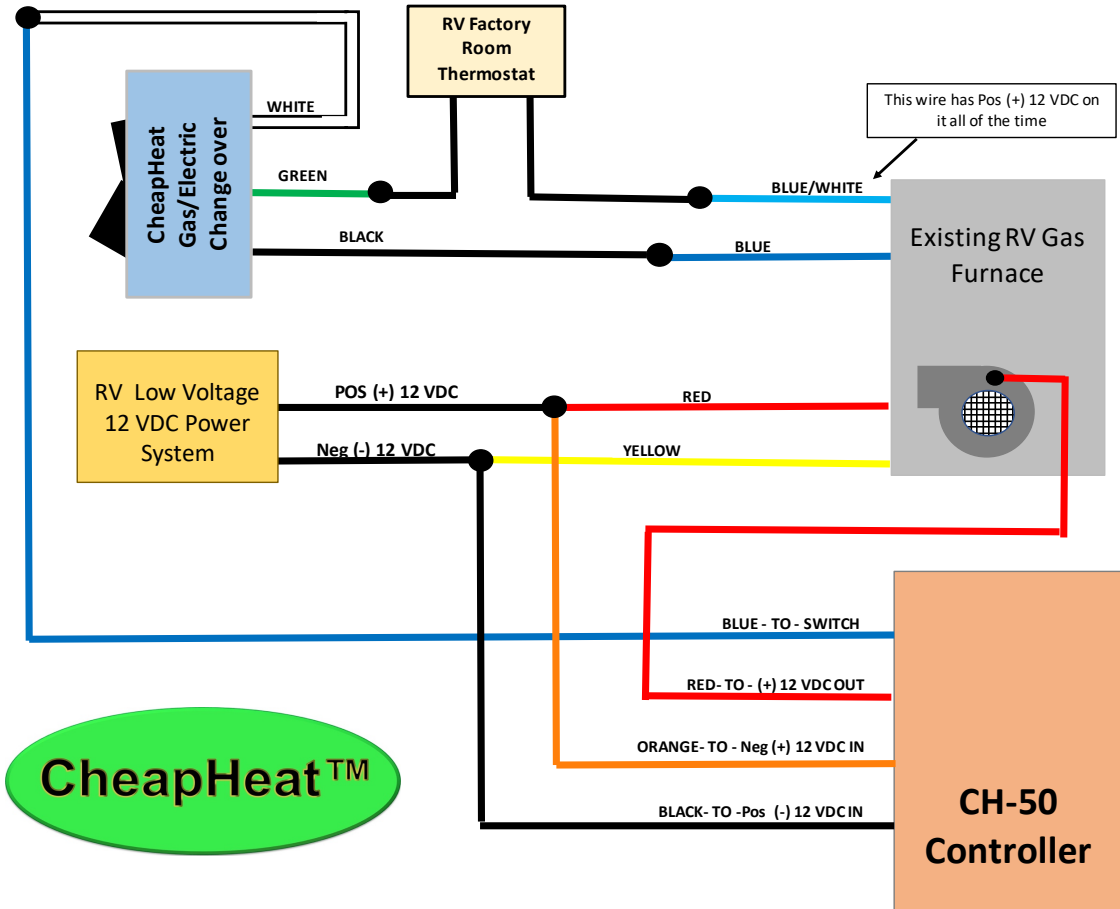 RV Factory
Room
Thermostat
This wire has Pos (+) 12 VDC on
it all of the time
CheapHeat
Gas/Electric
Change over
WHITE
GREEN
BLACK
BLUE/WHITE
BLUE
Existing RV Gas
Furnace
RV Low Voltage
12 VDC Power
System
POS (+) 12 VDC
Neg (-) 12 VDC
RED
YELLOW
BLUE - TO - SWITCH
RED- TO - (+) 12 VDC OUT
ORANGE- TO - Neg (+) 12 VDC IN
BLACK- TO -Pos (-) 12 VDC IN
CheapHeat™
CH-50
Controller